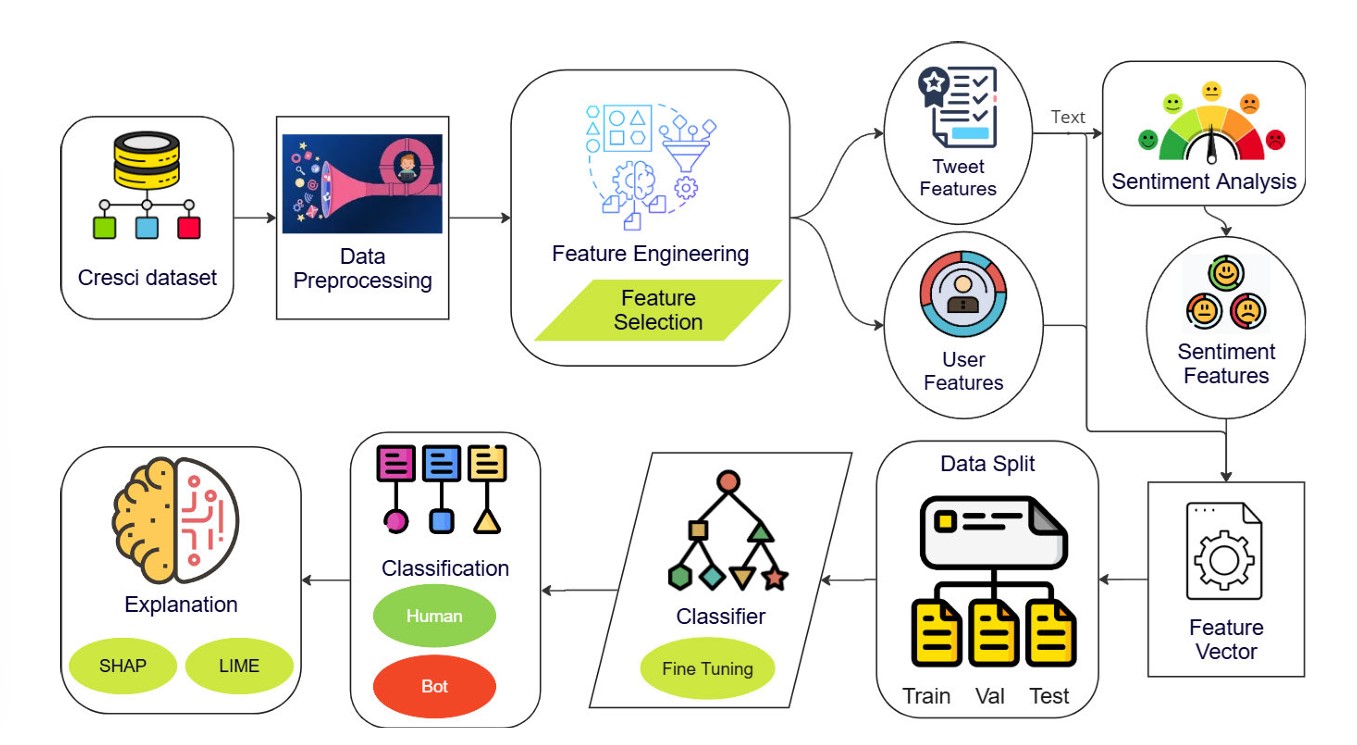 Cresci dataset
Data
Preprocessing
Feature Engineering
Feature
Selection
Tweet
Features
Text
Sentiment Analysis
User
Features
Sentiment
Features
Feature
Vector
Data Split
Train Val Test
Classifier
Fine Tuning
Classification
Human
Bot
Explanation
SHAP LIME